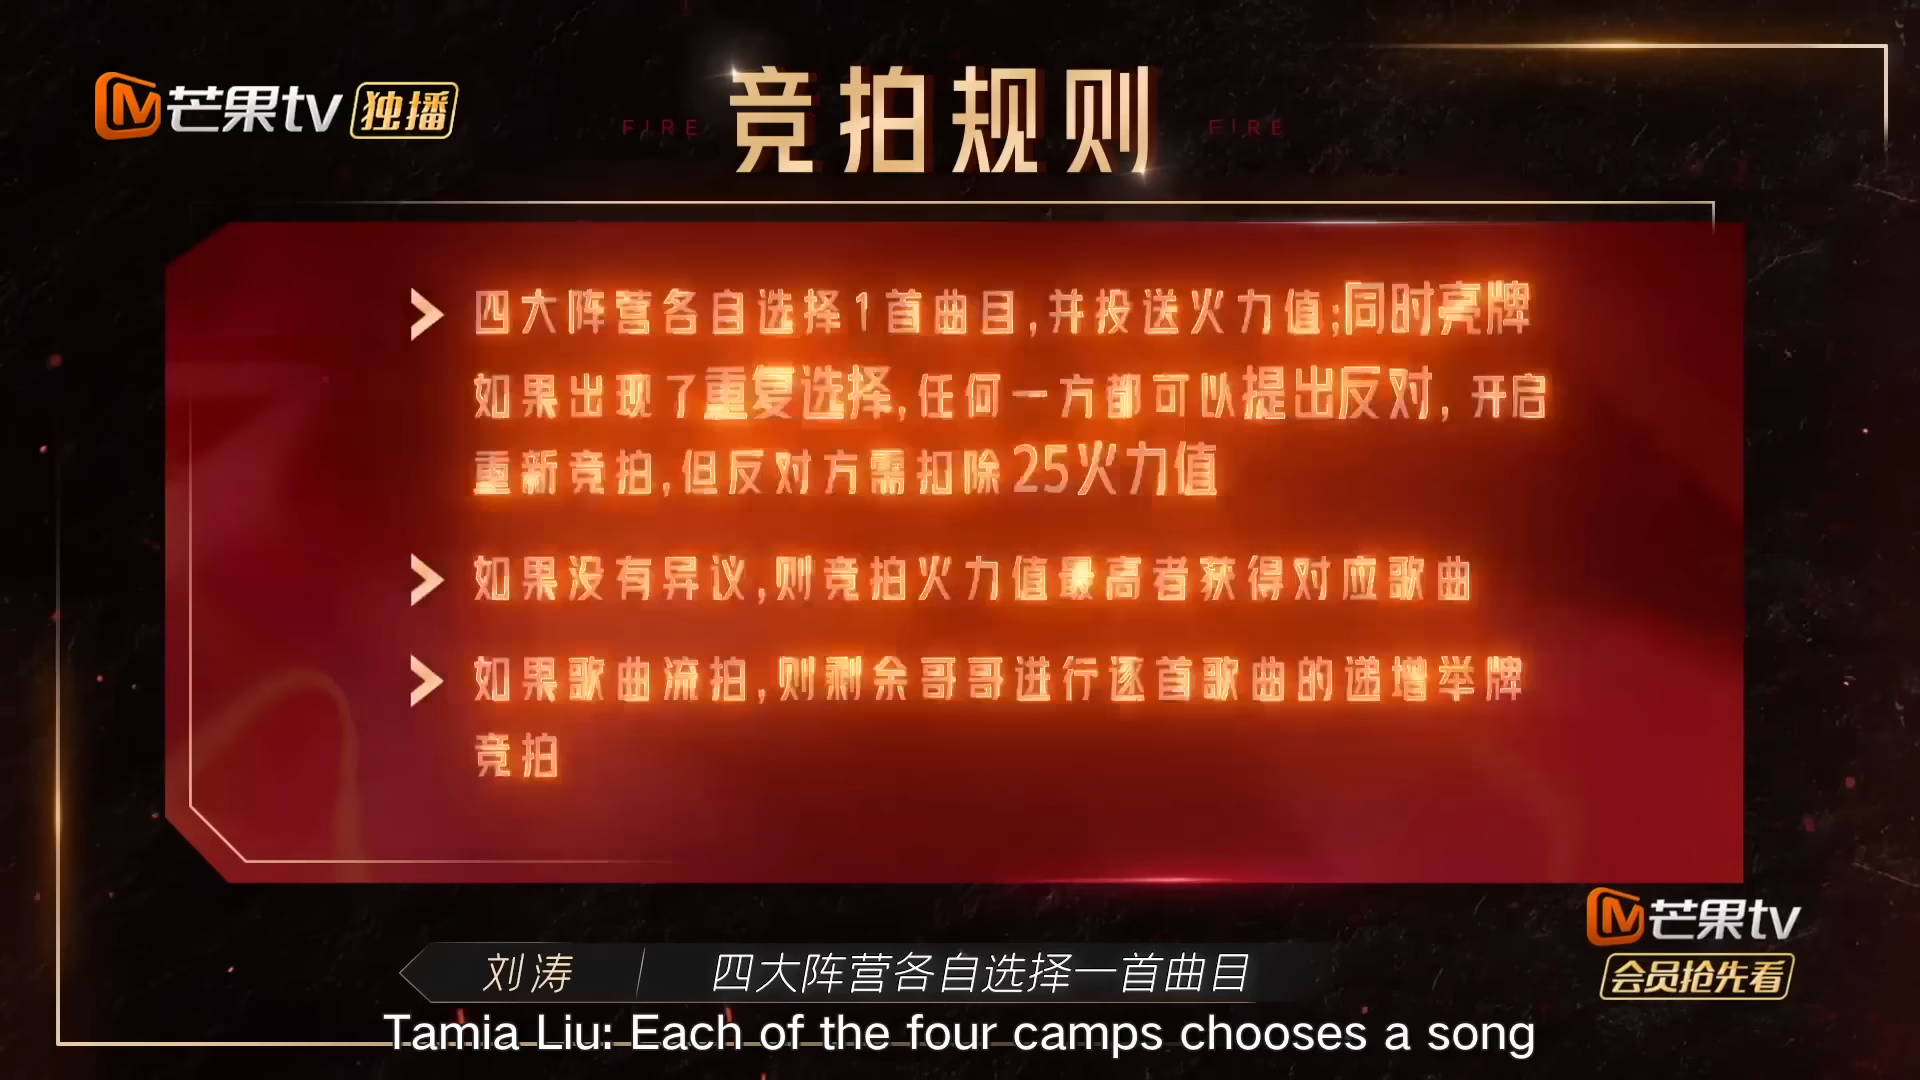 芒果tv 独播
FIRE 竞拍规则 FIRE
四大阵营各自选择1首曲目,并投送火力值;同时亮牌
如果出现了重复选择,任何一方都可以提出反对,开启
重新竞拍,但反对方需扣除25火力值
如果没有异议,则竞拍火力值最高者获得对应歌曲
如果歌曲流拍,则剩余哥哥进行逐首歌曲的递增举牌
竞拍
芒果tv
会员抢先看
刘涛 四大阵营各自选择一首曲目
Tamia Liu: Each of the four camps chooses a song